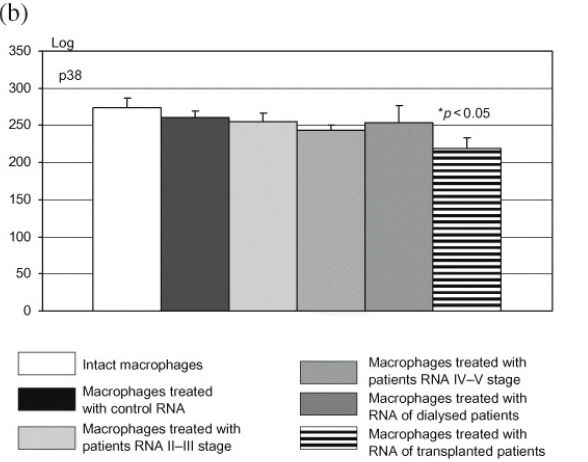 (b)
Log
350
p38
300
*p<0.05
250
200
150
100
50
0
Intact macrophages
Macrophages treated
with control RNA
Macrophages treated with
patients RNA II–III stage
Macrophages treated with
patients RNA IV–V stage
Macrophages treated with
RNA of dialysed patients
Macrophages treated with
RNA of transplanted patients